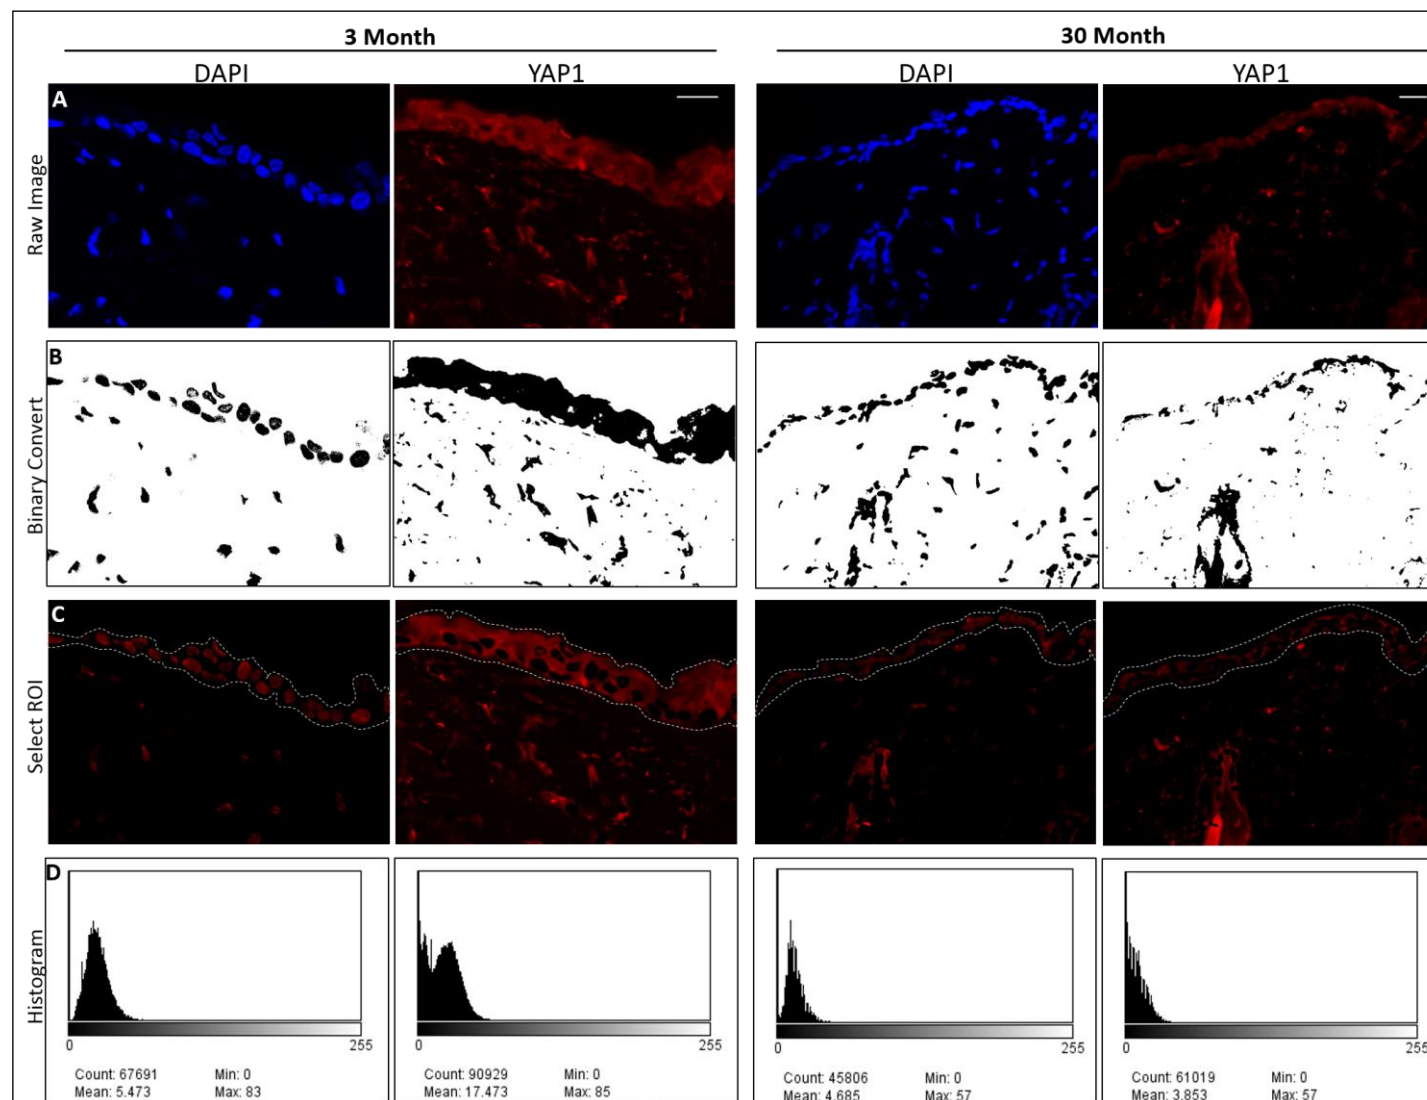 3 Month
30 Month
DAPI
YAP1
DAPI
YAP1
A
Raw Image
B
Binary Convert
C
Select ROI
D
Histogram
0
255
0
255
0
255
0
255
Count: 67691
Min: 0
Mean: 5.473
Max: 83
Count: 90929
Min: 0
Mean: 17.473
Max: 85
Count: 45806
Min: 0
Mean: 4.685
Max: 57
Count: 61019
Min: 0
Mean: 3.853
Max: 57